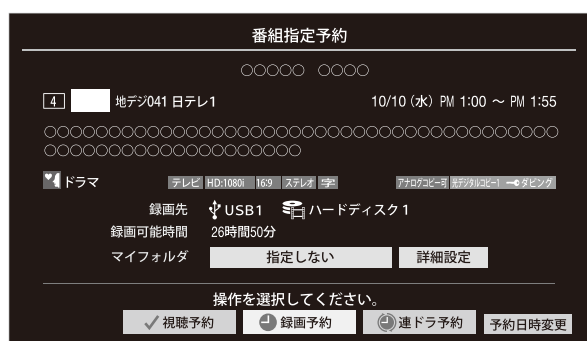 番組指定予約
○○○○○ ○○○○
4 地デジ041 日テレ1 10/10 (水) PM 1:00 ～ PM 1:55
○○○○○○○○○○○○○○○○○○○○○○○○○○○○○○
○○○○○○○○○○○○○○○
ドラマ テレビ HD:1080i 16:9 ステレオ 字 アナログコピー可 光デジタルコピー1 ダビング
録画先 USB1 ハードディスク1
録画可能時間 26時間50分
マイフォルダ 指定しない 詳細設定
操作を選択してください。
視聴予約 録画予約 連ドラ予約 予約日時変更